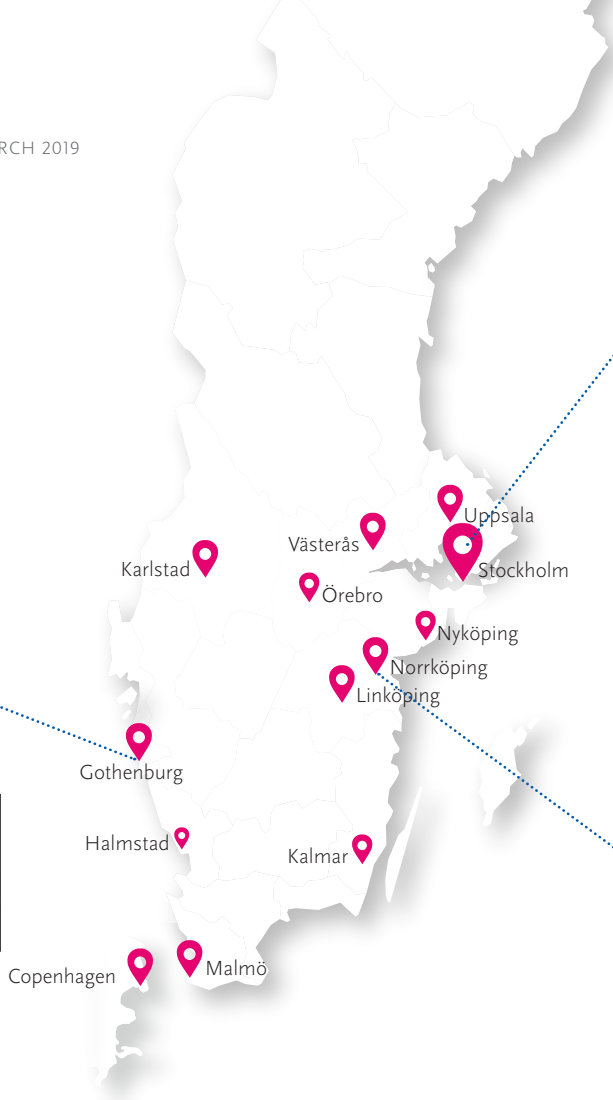 RCH 2019
Uppsala
Västerås
Karlstad
Stockholm
Örebro
Nyköping
Norrköping
Linköping
Gothenburg
Halmstad
Kalmar
Malmö
Copenhagen